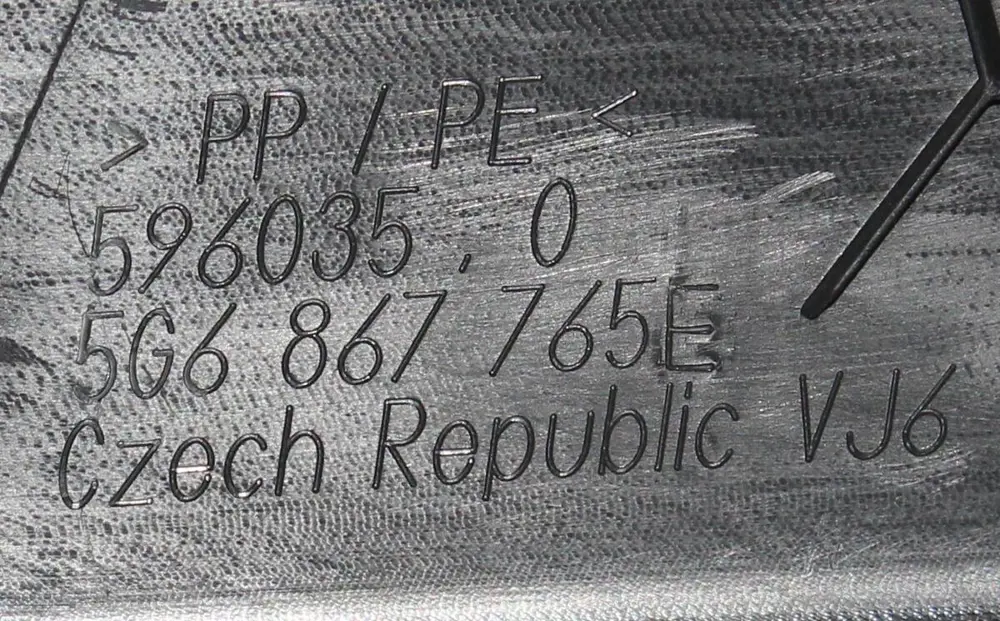 > PP / PE <
596035 . 0
5G6 867 765E
Czech Republic VJ6